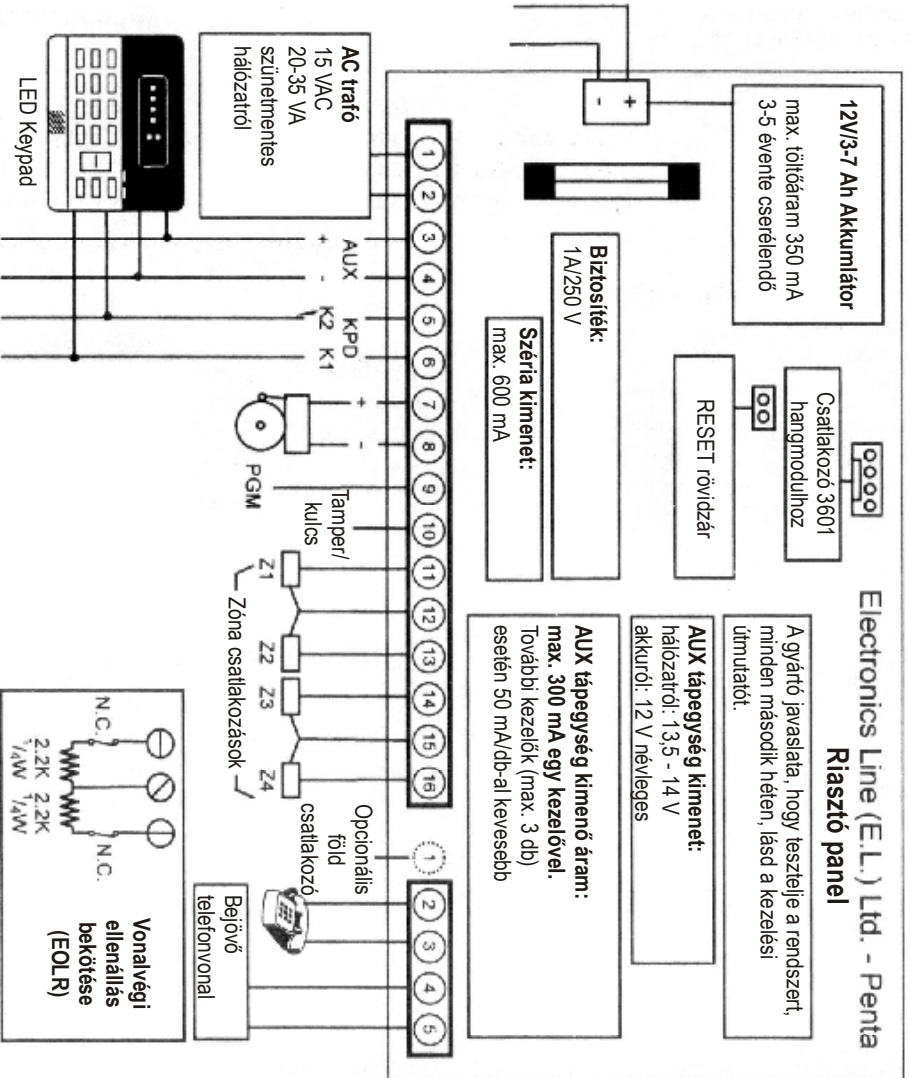 Electronics Line (E.L.) Ltd. - Penta
Riasztó panel
12V/3-7 Ah Akkumlátor
max. töltőáram 350 mA
3-5 évente cserélendő
Csatlakozó 3601
hangmodulhoz
RESET rövidzár
A gyártó javaslata, hogy tesztelje a rendszert,
minden második héten, lásd a kezelési
útmutatót.
+
-
Biztosíték:
1A/250 V
Széria kimenet:
max. 600 mA
AUX tápegység kimenet:
hálózatról: 13,5 - 14 V
akkuról: 12 V névleges
AUX tápegység kimenő áram:
max. 300 mA egy kezelővel.
További kezelők (max. 3 db)
esetén 50 mA/db-al kevesebb
1 2 3 4 5 6 7 8 9 10 11 12 13 14 15 16
1 2 3 4 5
AC trafó
15 VAC
20-35 VA
szünetmentes
hálózatról
+ AUX -
K2 KPD K1
+ -
PGM
Tamper/
kulcs
Z1 Z2 Z3 Z4
Zóna csatlakozások
Opcionális
föld
csatlakozó
Bejövő
telefonvonal
LED Keypad
N.C. N.C.
2.2K 2.2K
1/4W 1/4W
Vonalvégi
ellenállás
bekötése
(EOLR)